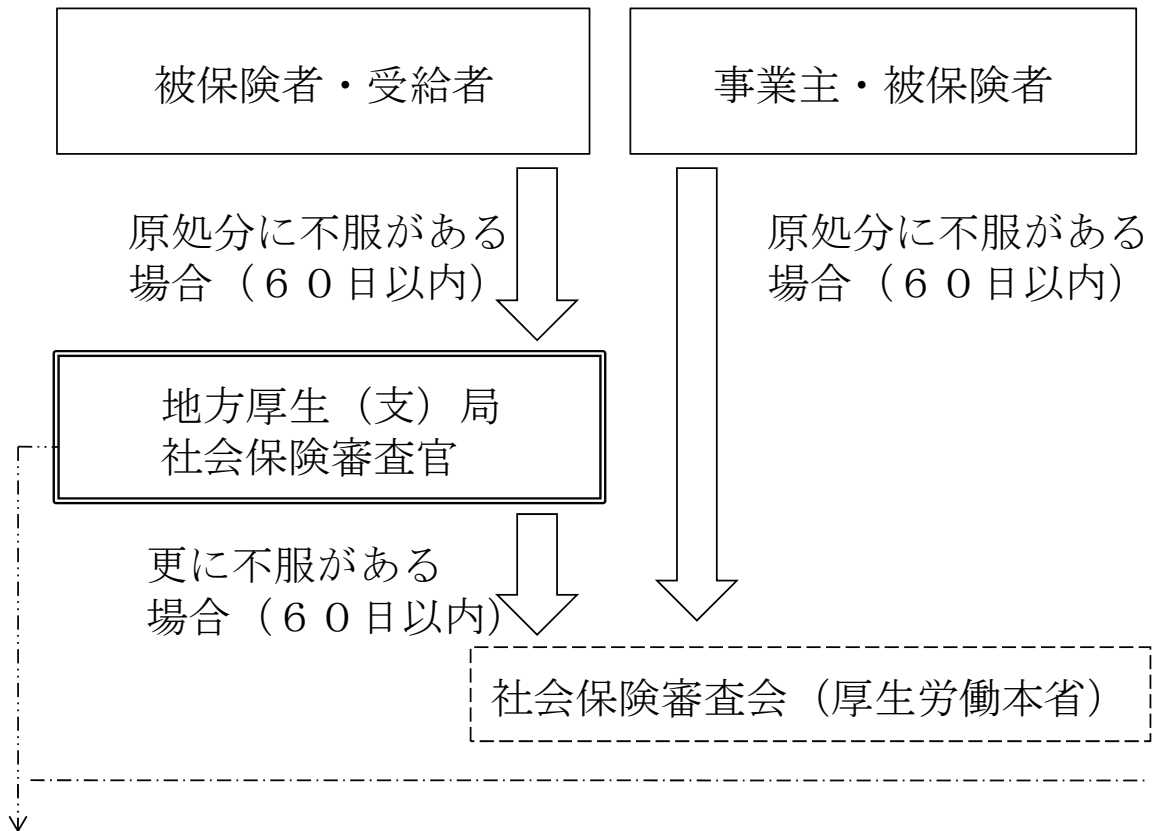 被保険者・受給者
事業主・被保険者
原処分に不服がある
場合（６０日以内）
原処分に不服がある
場合（６０日以内）
地方厚生（支）局
社会保険審査官
更に不服がある
場合（６０日以内）
社会保険審査会（厚生労働本省）